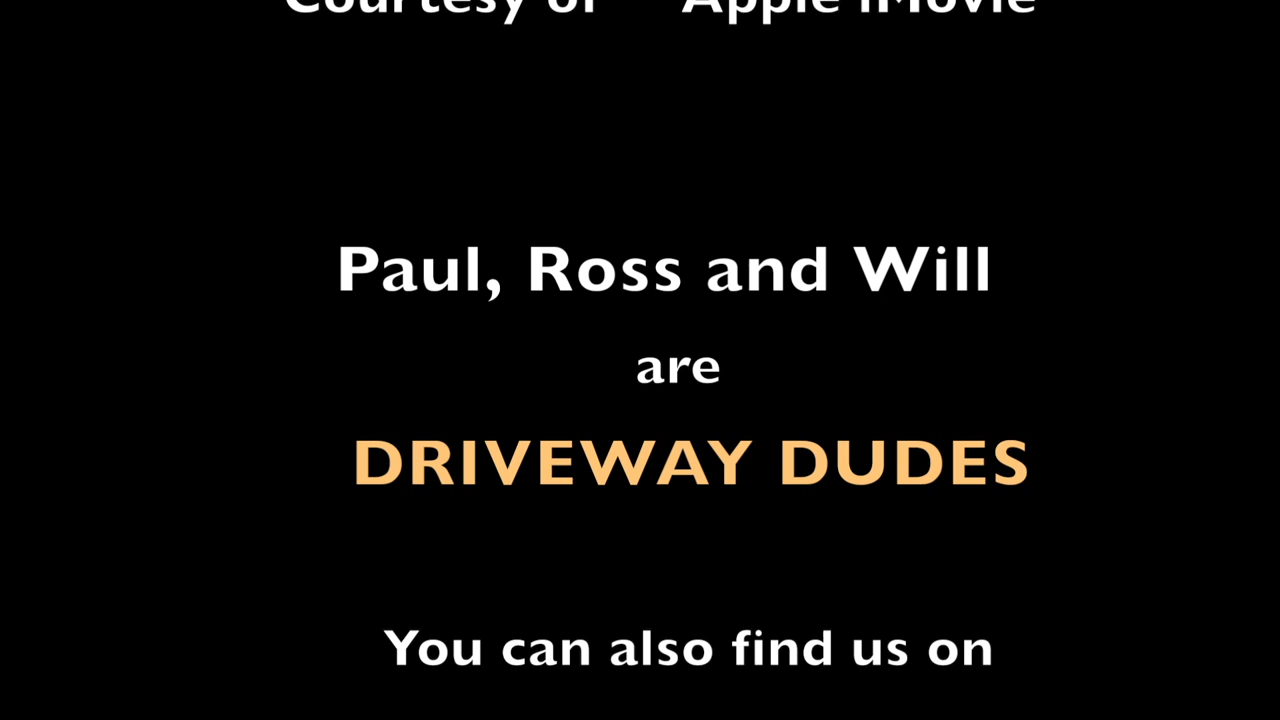 Courtesy of Apple iMovie
Paul, Ross and Will
are
DRIVEWAY DUDES
You can also find us on